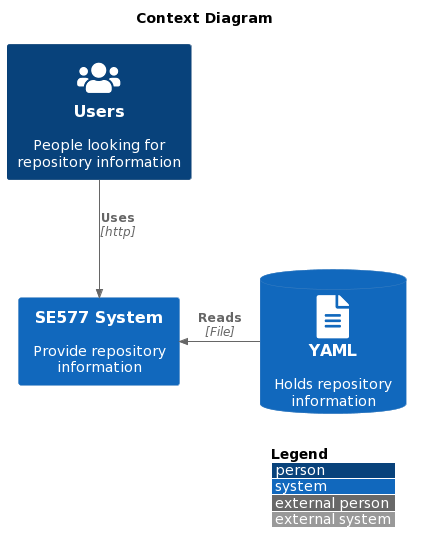 Context Diagram
Users
People looking for
repository information
Uses
[http]
SE577 System
Provide repository
information
Reads
[File]
YAML
Holds repository
information
Legend
person
system
external person
external system